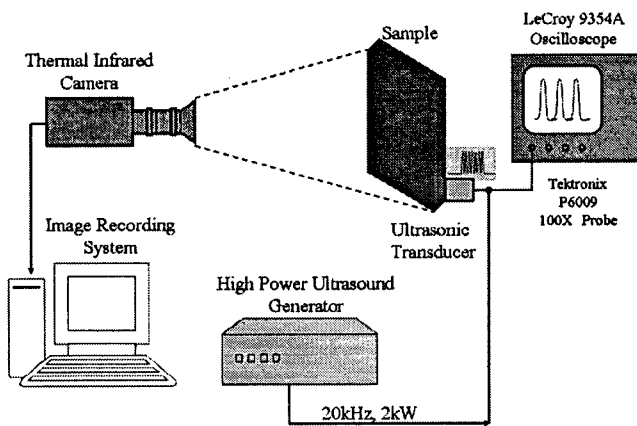 LeCroy 9354A
Oscilloscope
Sample
Thermal Infrared
Camera
Tektronix
P6009
100X Probe
Ultrasonic
Transducer
Image Recording
System
High Power Ultrasound
Generator
20kHz, 2kW